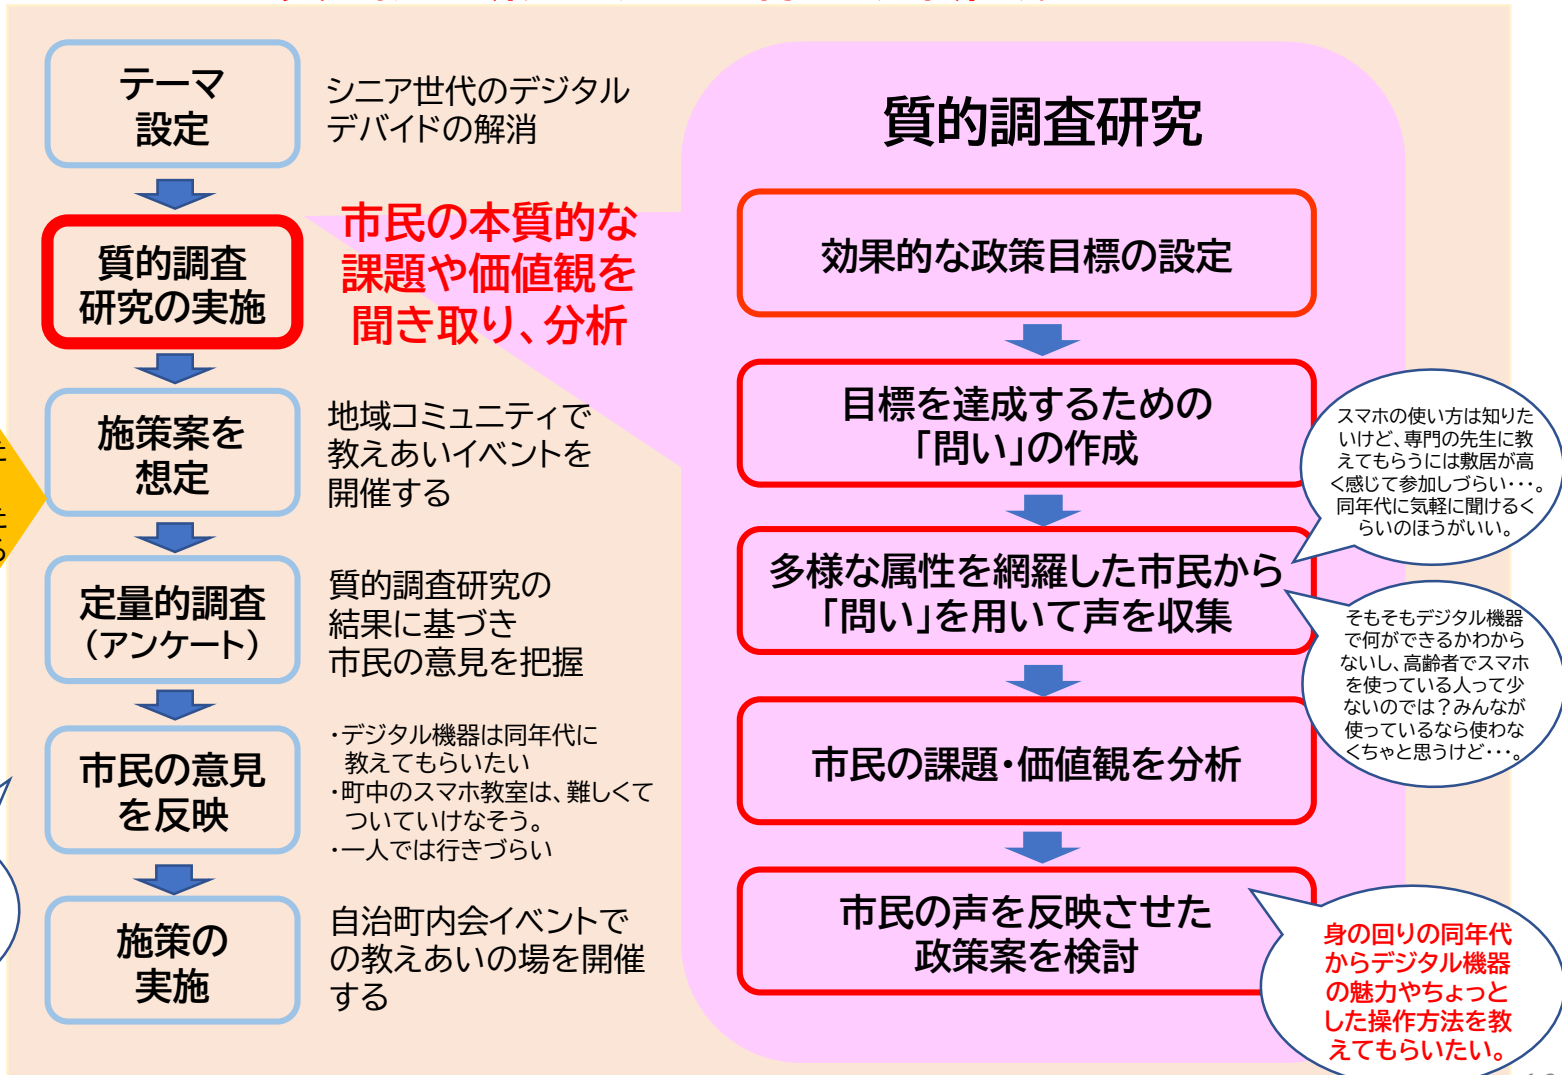 テーマ
設定
シニア世代のデジタル
デバイドの解消
質的調査
研究の実施
市民の本質的な
課題や価値観を
聞き取り、分析
施策案を
想定
地域コミュニティで
教えあいイベントを
開催する
定量的調査
（アンケート）
質的調査研究の
結果に基づき
市民の意見を把握
市民の意見
を反映
・デジタル機器は同年代に
教えてもらいたい
・町中のスマホ教室は、難しくて
ついていけなそう。
・一人では行きづらい
施策の
実施
自治町内会イベントで
の教えあいの場を開催
する
質的調査研究
効果的な政策目標の設定
目標を達成するための
「問い」の作成
多様な属性を網羅した市民から
「問い」を用いて声を収集
市民の課題・価値観を分析
市民の声を反映させた
政策案を検討
スマホの使い方は知りた
いけど、専門の先生に教
えてもらうには敷居が高
く感じて参加しづらい・・・。
同年代に気軽に聞けるく
らいのほうがいい。
そもそもデジタル機器
で何ができるかわから
ないし、高齢者でスマホ
を使っている人って少
ないのでは？みんなが
使っているなら使わな
くちゃと思うけど・・・。
身の回りの同年代
からデジタル機器
の魅力やちょっと
した操作方法を教
えてもらいたい。